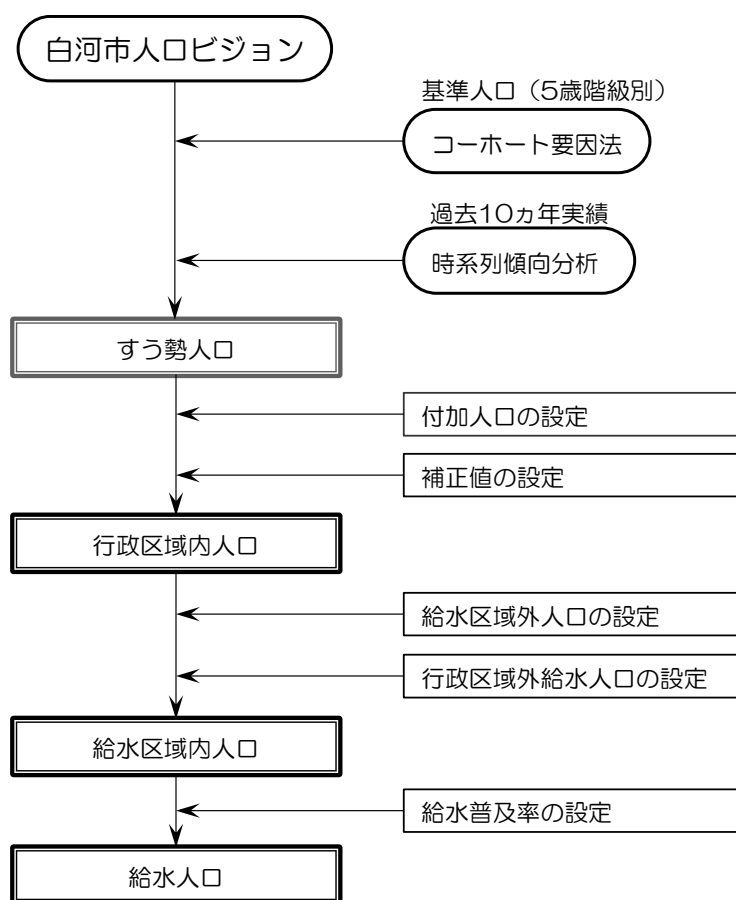 白河市人口ビジョン
基準人口（5歳階級別）
コーホート要因法
過去10ヵ年実績
時系列傾向分析
すう勢人口
付加人口の設定
補正値の設定
行政区域内人口
給水区域外人口の設定
行政区域外給水人口の設定
給水区域内人口
給水普及率の設定
給水人口